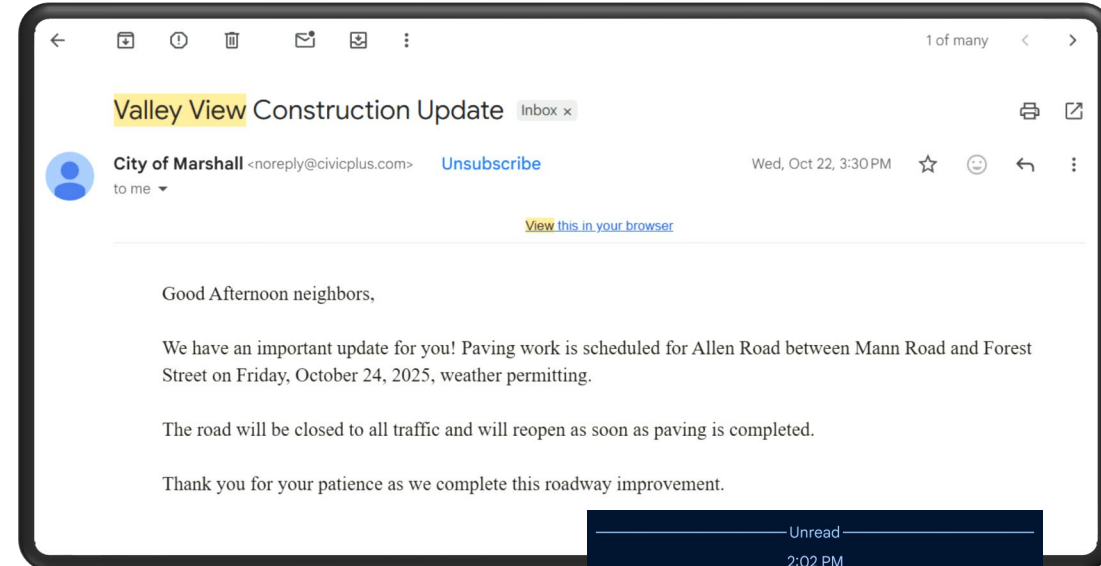 1 of many
Valley View Construction Update Inbox ×
City of Marshall <noreply@civicplus.com> Unsubscribe Wed, Oct 22, 3:30 PM
to me
View this in your browser
Good Afternoon neighbors,
We have an important update for you! Paving work is scheduled for Allen Road between Mann Road and Forest
Street on Friday, October 24, 2025, weather permitting.
The road will be closed to all traffic and will reopen as soon as paving is completed.
Thank you for your patience as we complete this roadway improvement.
Unread
2:02 PM